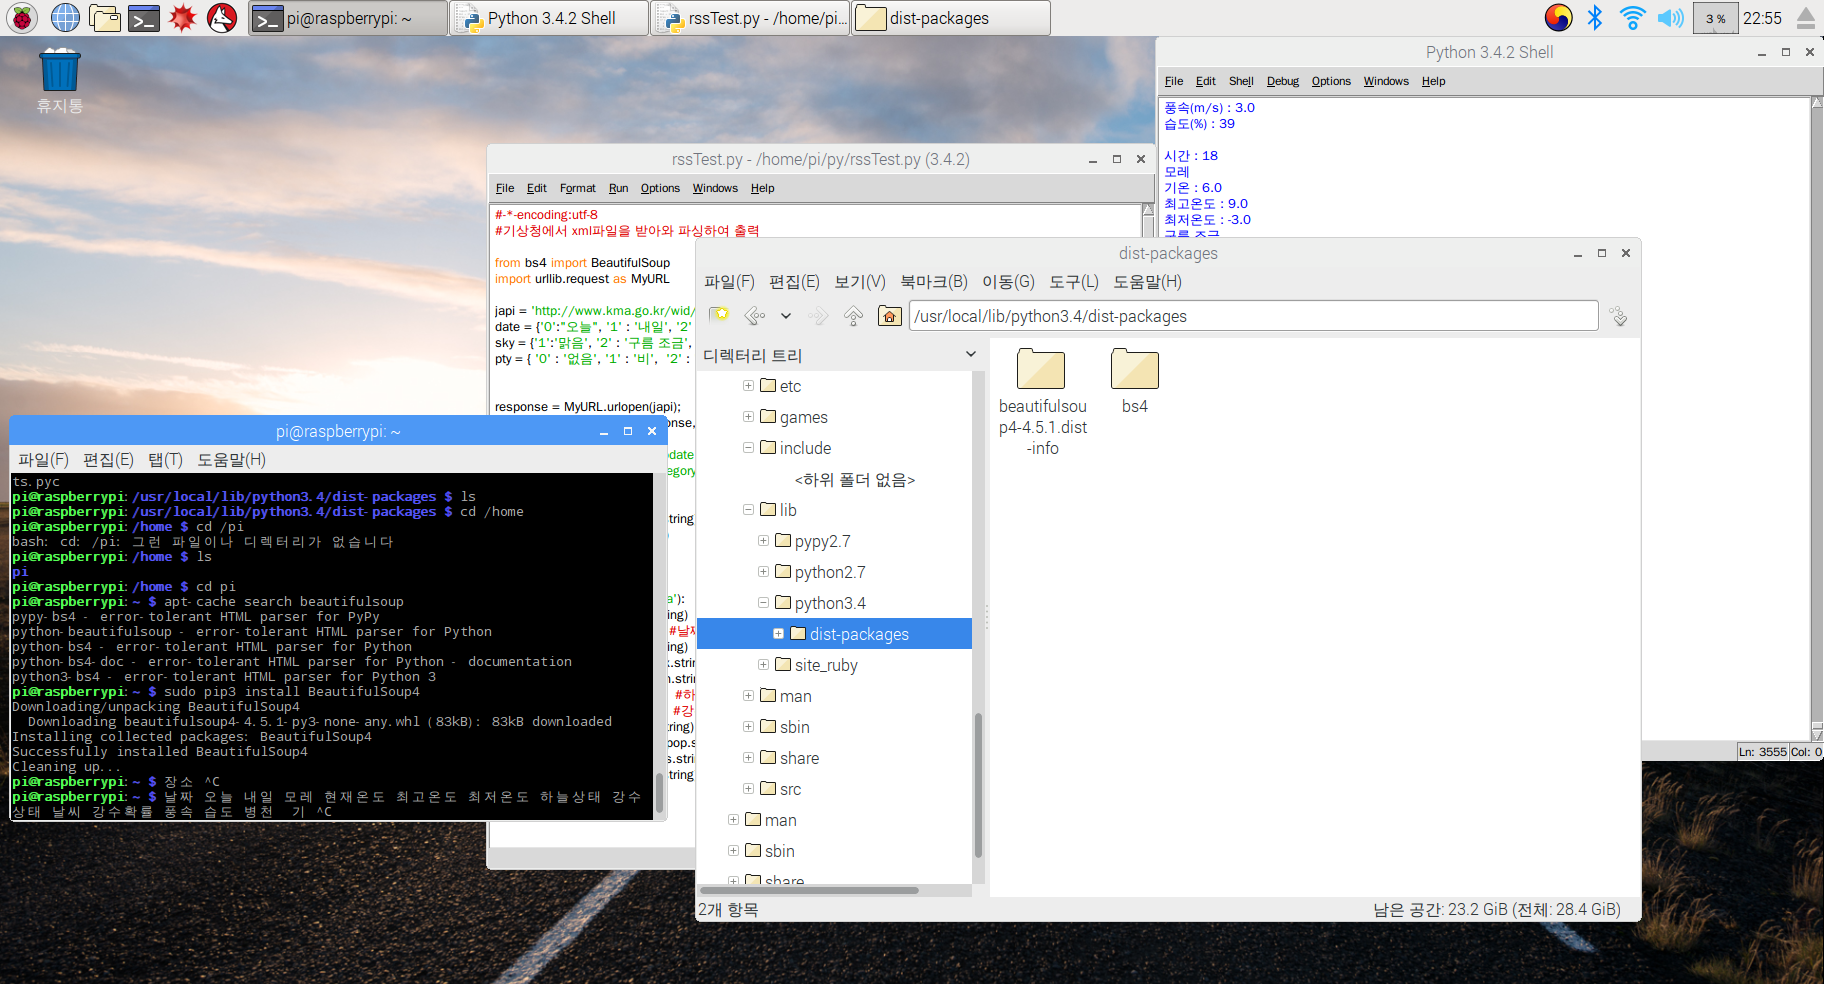 pi@raspberrypi: ~
Python 3.4.2 Shell
rssTest.py - /home/pi...
dist-packages
3 %
22:55
휴지통
Python 3.4.2 Shell
File Edit Shell Debug Options Windows Help
풍속(m/s) : 3.0
습도(%) : 39
시간 : 18
모레
기온 : 6.0
최고온도 : 9.0
최저온도 : -3.0
구름 조금
Ln: 3555 Col: 0
rssTest.py - /home/pi/py/rssTest.py (3.4.2)
File Edit Format Run Options Windows Help
#-*-encoding:utf-8
#기상청에서 xml파일을 받아와 파싱하여 출력
from bs4 import BeautifulSoup
import urllib.request as MyURL
japi = 'http://www.kma.go.kr/wid/
date = {'0':"오늘", '1' : '내일', '2'
sky = {'1':'맑음', '2' : '구름 조금',
pty = { '0' : '없음', '1' : '비', '2' :
response = MyURL.urlopen(japi);
onse,
date
egory
string
a'):
ing)
#날짜
ing)
x.strin
n.string
#하
#강
ring)
pop.s
s.string
string
dist-packages
파일(F) 편집(E) 보기(V) 북마크(B) 이동(G) 도구(L) 도움말(H)
/usr/local/lib/python3.4/dist-packages
디렉터리 트리
etc
games
include
<하위 폴더 없음>
lib
pypy2.7
python2.7
python3.4
dist-packages
site_ruby
man
sbin
share
src
man
sbin
share
beautifulsou
p4-4.5.1.dist
-info
bs4
2개 항목
남은 공간: 23.2 GiB (전체: 28.4 GiB)
pi@raspberrypi: ~
파일(F) 편집(E) 탭(T) 도움말(H)
ts.pyc
pi@raspberrypi:/usr/local/lib/python3.4/dist-packages $ ls
pi@raspberrypi:/usr/local/lib/python3.4/dist-packages $ cd /home
pi@raspberrypi:/home $ cd /pi
bash: cd: /pi: 그런 파일이나 디렉터리가 없습니다
pi@raspberrypi:/home $ ls
pi
pi@raspberrypi:/home $ cd pi
pi@raspberrypi:~ $ apt-cache search beautifulsoup
pypy-bs4 - error-tolerant HTML parser for PyPy
python-beautifulsoup - error-tolerant HTML parser for Python
python-bs4 - error-tolerant HTML parser for Python
python-bs4-doc - error-tolerant HTML parser for Python - documentation
python3-bs4 - error-tolerant HTML parser for Python 3
pi@raspberrypi:~ $ sudo pip3 install BeautifulSoup4
Downloading/unpacking BeautifulSoup4
Downloading beautifulsoup4-4.5.1-py3-none-any.whl (83kB): 83kB downloaded
Installing collected packages: BeautifulSoup4
Successfully installed BeautifulSoup4
Cleaning up...
pi@raspberrypi:~ $ 장소 ^C
pi@raspberrypi:~ $ 날짜 오늘 내일 모레 현재온도 최고온도 최저온도 하늘상태 강수
상태 날씨 강수확률 풍속 습도 병천 기 ^C